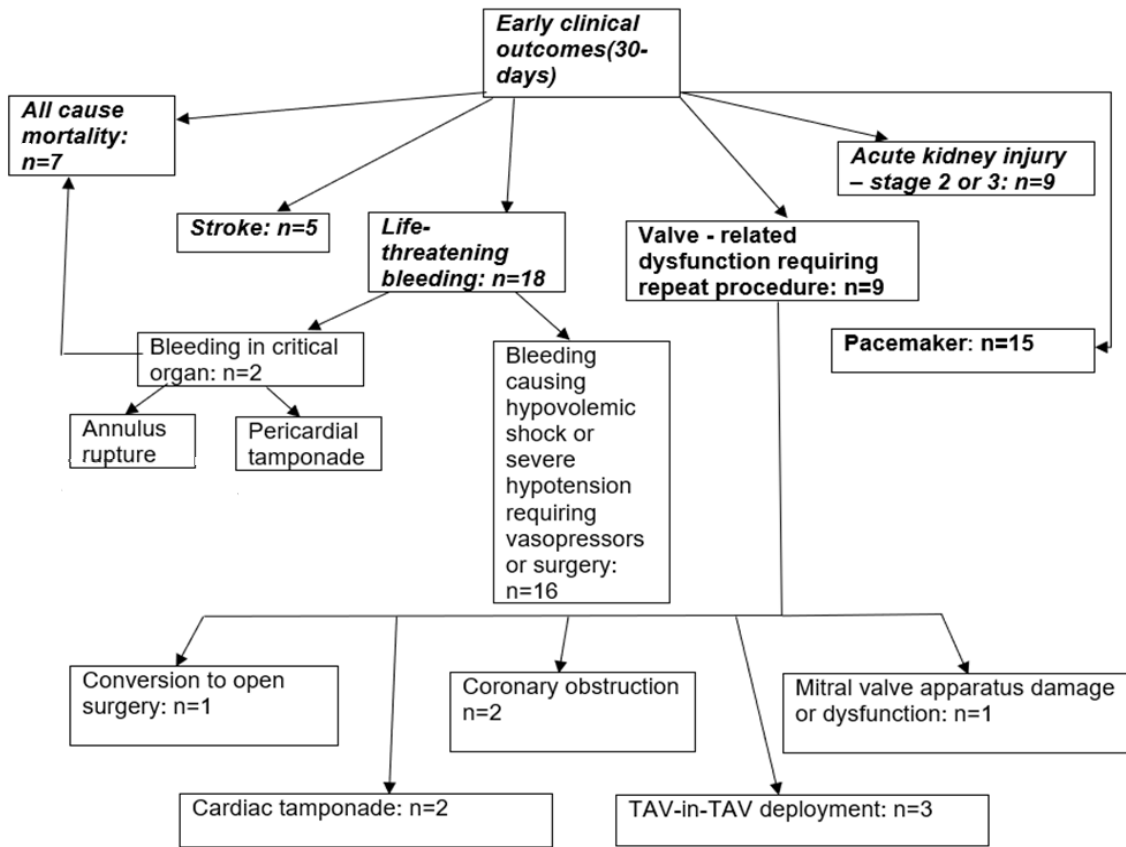 Early clinical
outcomes(30-
days)
All cause
mortality:
n=7
Acute kidney injury
– stage 2 or 3: n=9
Stroke: n=5
Life-
threatening
bleeding: n=18
Valve - related
dysfunction requiring
repeat procedure: n=9
Pacemaker: n=15
Bleeding in critical
organ: n=2
Bleeding
causing
hypovolemic
shock or
severe
hypotension
requiring
vasopressors
or surgery:
n=16
Annulus
rupture
Pericardial
tamponade
Conversion to open
surgery: n=1
Coronary obstruction
n=2
Mitral valve apparatus damage
or dysfunction: n=1
Cardiac tamponade: n=2
TAV-in-TAV deployment: n=3